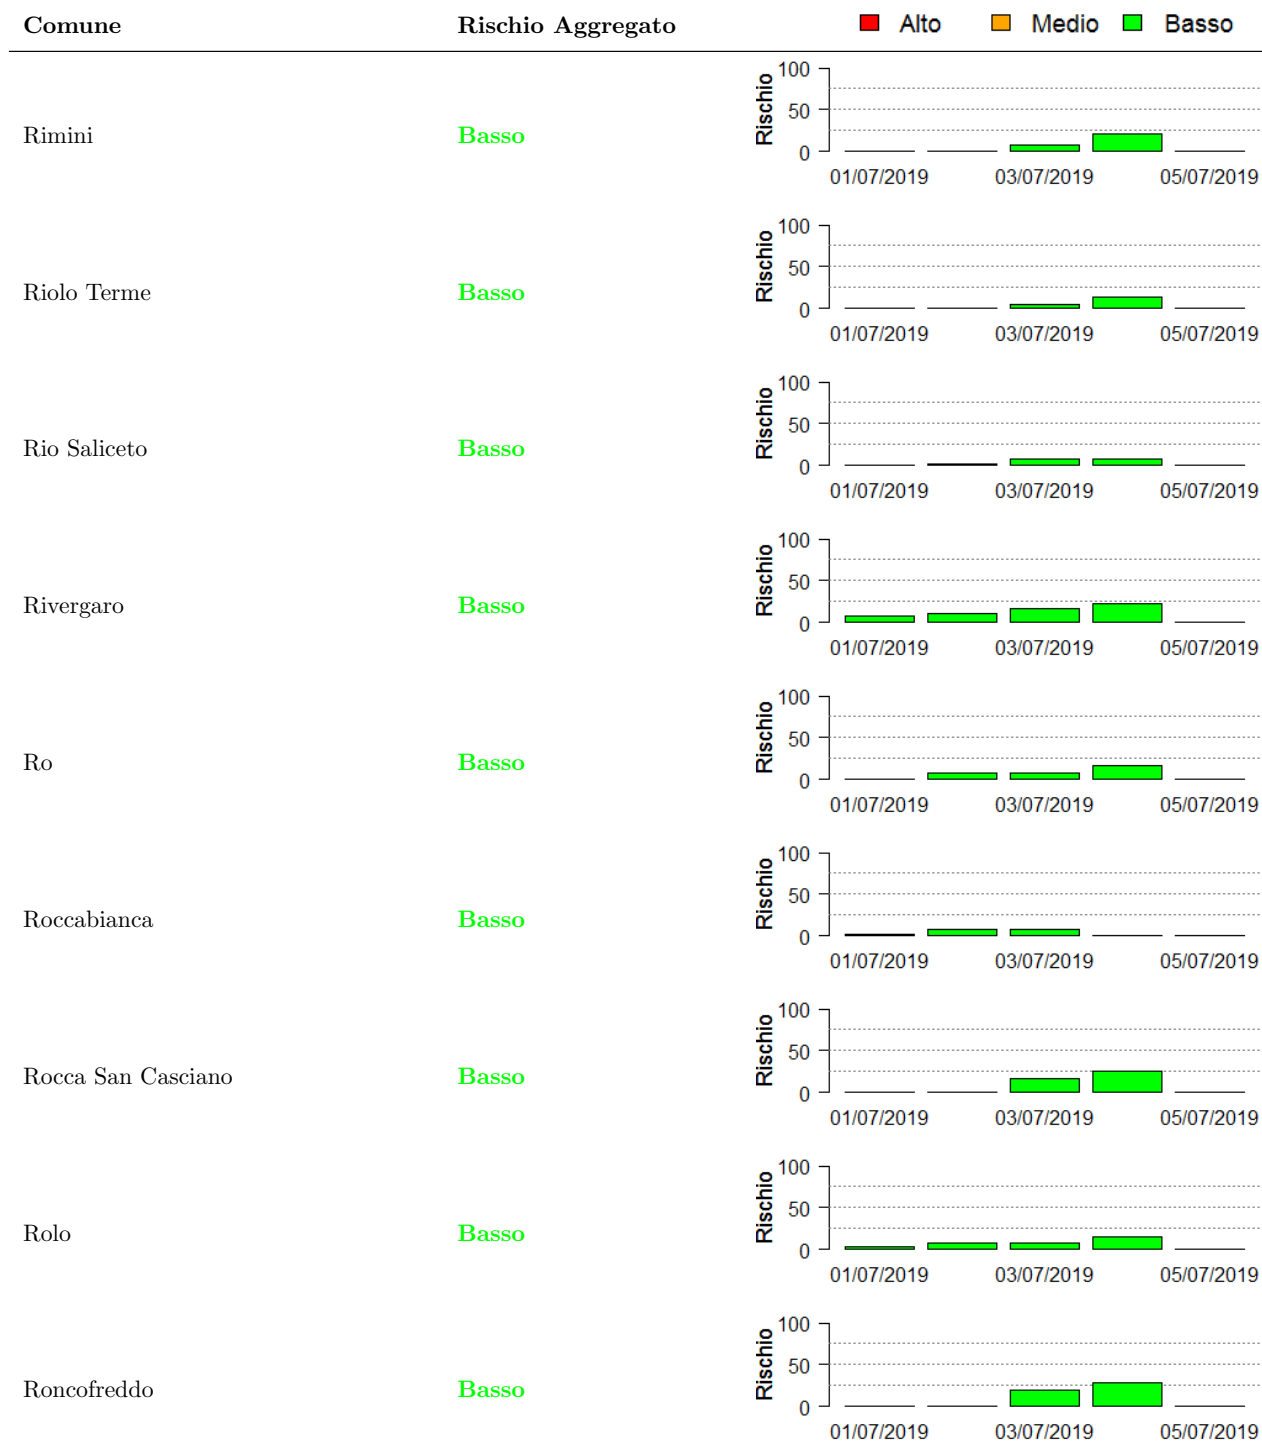 Comune Rischio Aggregato Alto Medio Basso
Rimini Basso
Rischio
100
50
0
01/07/2019 03/07/2019 05/07/2019
Riolo Terme Basso
Rischio
100
50
0
01/07/2019 03/07/2019 05/07/2019
Rio Saliceto Basso
Rischio
100
50
0
01/07/2019 03/07/2019 05/07/2019
Rivergaro Basso
Rischio
100
50
0
01/07/2019 03/07/2019 05/07/2019
Ro Basso
Rischio
100
50
0
01/07/2019 03/07/2019 05/07/2019
Roccabianca Basso
Rischio
100
50
0
01/07/2019 03/07/2019 05/07/2019
Rocca San Casciano Basso
Rischio
100
50
0
01/07/2019 03/07/2019 05/07/2019
Rolo Basso
Rischio
100
50
0
01/07/2019 03/07/2019 05/07/2019
Roncofreddo Basso
Rischio
100
50
0
01/07/2019 03/07/2019 05/07/2019